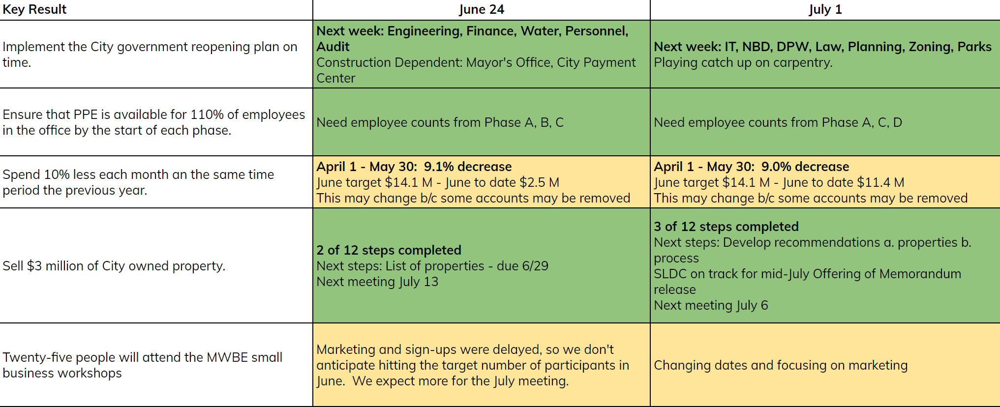 Key Result
June 24
July 1
Implement the City government reopening plan on
time.
Next week: Engineering, Finance, Water, Personnel,
Audit
Construction Dependent: Mayor's Office, City Payment
Center
Next week: IT, NBD, DPW, Law, Planning, Zoning, Parks
Playing catch up on carpentry.
Ensure that PPE is available for 110% of employees
in the office by the start of each phase.
Need employee counts from Phase A, B, C
Need employee counts from Phase A, C, D
Spend 10% less each month an the same time
period the previous year.
April 1 - May 30:  9.1% decrease
June target $14.1 M - June to date $2.5 M
This may change b/c some accounts may be removed
April 1 - May 30:  9.0% decrease
June target $14.1 M - June to date $11.4 M
This may change b/c some accounts may be removed
Sell $3 million of City owned property.
2 of 12 steps completed
Next steps: List of properties - due 6/29
Next meeting July 13
3 of 12 steps completed
Next steps: Develop recommendations a. properties b.
process
SLDC on track for mid-July Offering of Memorandum
release
Next meeting July 6
Twenty-five people will attend the MWBE small
business workshops
Marketing and sign-ups were delayed, so we don't
anticipate hitting the target number of participants in
June.  We expect more for the July meeting.
Changing dates and focusing on marketing